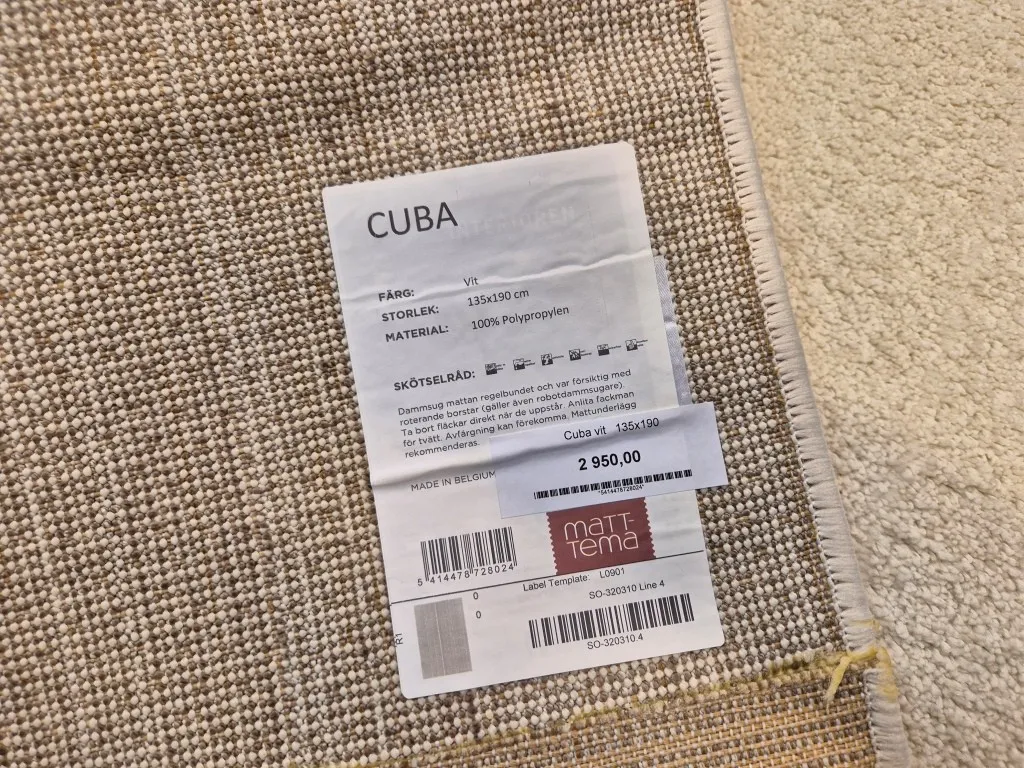 CUBA
FÄRG: Vit
STORLEK: 135x190 cm
MATERIAL: 100% Polypropylen
SKÖTSELRÅD:
Dammsug mattan regelbundet och var försiktig med
roterande borstar (gäller även robotdammsugare).
Ta bort fläckar direkt när de uppstår. Anlita fackman
för tvätt. Avfärgning kan förekomma. Mattunderlägg
rekommenderas.
Cuba vit 135x190
2 950,00
*5414478728024*
MADE IN BELGIUM
matt-
tema
5 414478 728024
Label Template: L0901
0
SO-320310 Line 4
0
R1
SO-320310.4